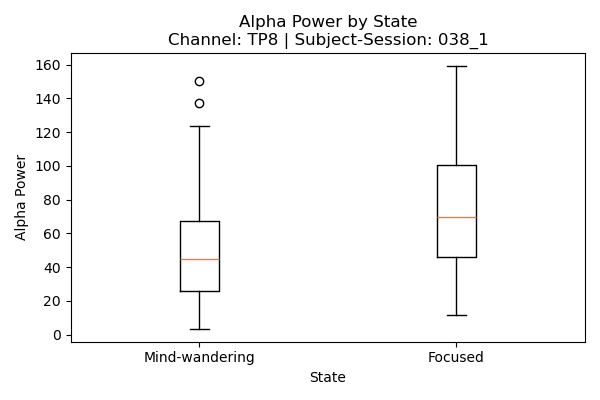 Alpha Power by State
Channel: TP8 | Subject-Session: 038_1
160
140
120
100
80
60
40
20
0
Alpha Power
Mind-wandering
Focused
State